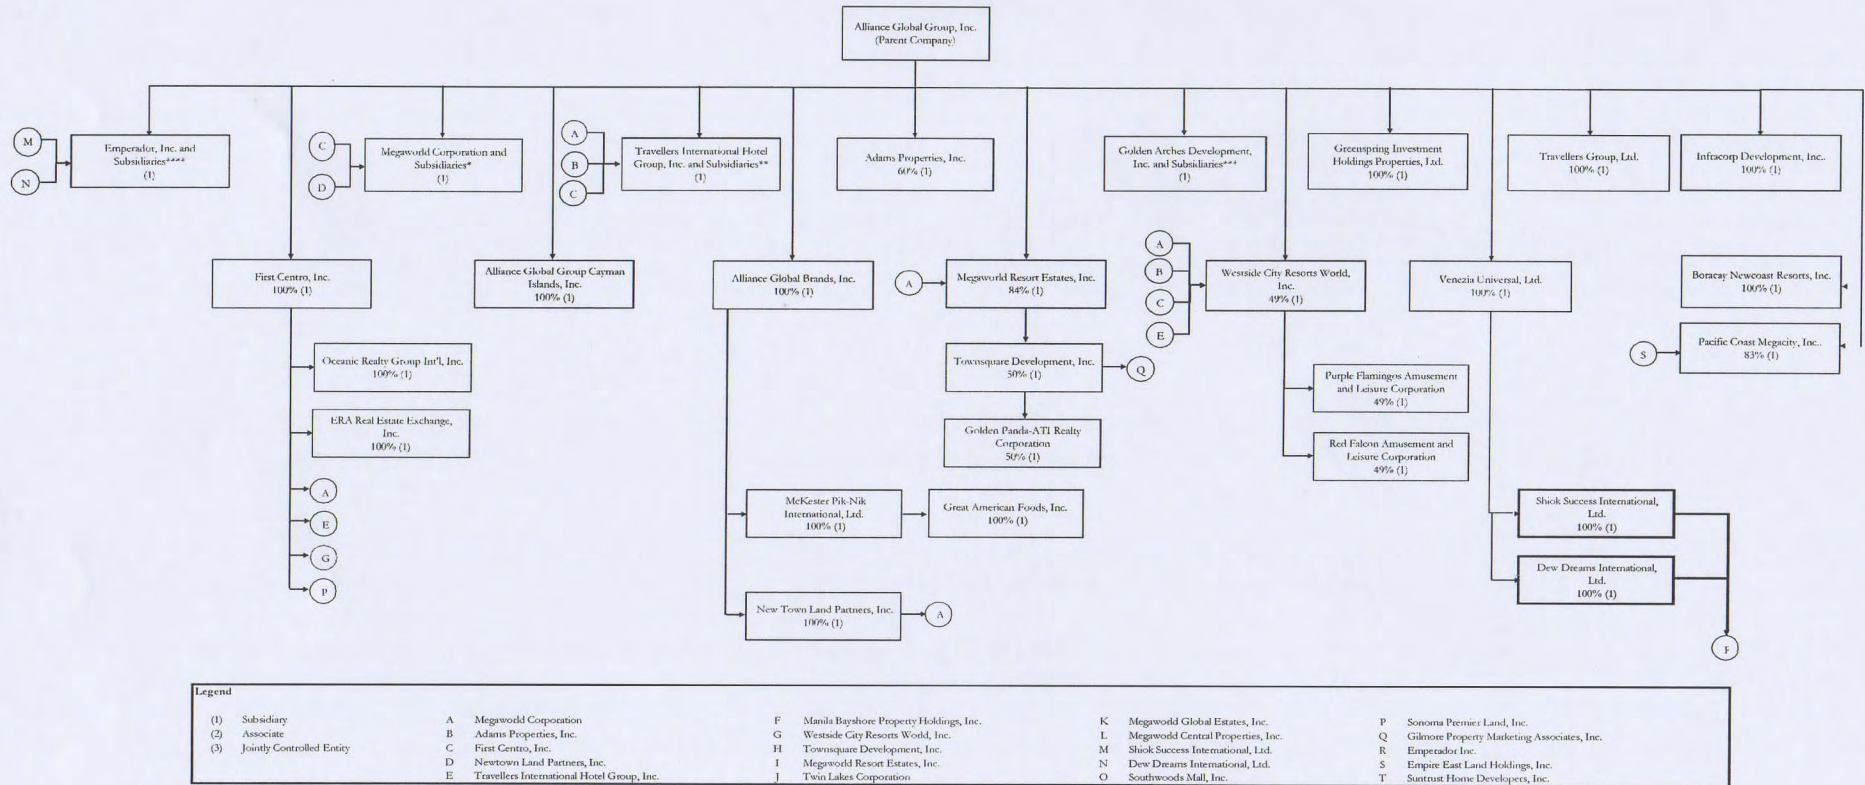 Alliance Global Group, Inc.
(Parent Company)
M
N
Emperador, Inc. and
Subsidiaries****
(1)
C
D
Megaworld Corporation and
Subsidiaries*
(1)
A
B
C
Travellers International Hotel
Group, Inc. and Subsidiaries**
(1)
Adams Properties, Inc.
60% (1)
Golden Arches Development,
Inc. and Subsidiaries***
(1)
Greenspring Investment
Holdings Properties, Ltd.
100% (1)
Travellers Group, Ltd.
100% (1)
Infracorp Development, Inc..
100% (1)
First Centro, Inc.
100% (1)
Alliance Global Group Cayman
Islands, Inc.
100% (1)
Alliance Global Brands, Inc.
100% (1)
A
Megaworld Resort Estates, Inc.
84% (1)
A
B
C
E
Westside City Resorts World,
Inc.
49% (1)
Venezia Universal, Ltd.
100% (1)
Boracay Newcoast Resorts, Inc.
100% (1)
S
Pacific Coast Megacity, Inc..
83% (1)
Oceanic Realty Group Int'l, Inc.
100% (1)
ERA Real Estate Exchange,
Inc.
100% (1)
A
E
G
P
Townsquare Development, Inc.
50% (1)
Q
Golden Panda-ATI Realty
Corporation
50% (1)
Purple Flamingos Amusement
and Leisure Corporation
49% (1)
Red Falcon Amusement and
Leisure Corporation
49% (1)
McKester Pik-Nik
International, Ltd.
100% (1)
Great American Foods, Inc.
100% (1)
New Town Land Partners, Inc.
100% (1)
A
Shiok Success International,
Ltd.
100% (1)
Dew Dreams International,
Ltd.
100% (1)
F
Legend
(1) Subsidiary
(2) Associate
(3) Jointly Controlled Entity
A Megaworld Corporation
B Adams Properties, Inc.
C First Centro, Inc.
D Newtown Land Partners, Inc.
E Travellers International Hotel Group, Inc.
F Manila Bayshore Property Holdings, Inc.
G Westside City Resorts World, Inc.
H Townsquare Development, Inc.
I Megaworld Resort Estates, Inc.
J Twin Lakes Corporation
K Megaworld Global Estates, Inc.
L Megaworld Central Properties, Inc.
M Shiok Success International, Ltd.
N Dew Dreams International, Ltd.
O Southwoods Mall, Inc.
P Sonoma Premier Land, Inc.
Q Gilmore Property Marketing Associates, Inc.
R Emperador Inc.
S Empire East Land Holdings, Inc.
T Suntrust Home Developers, Inc.